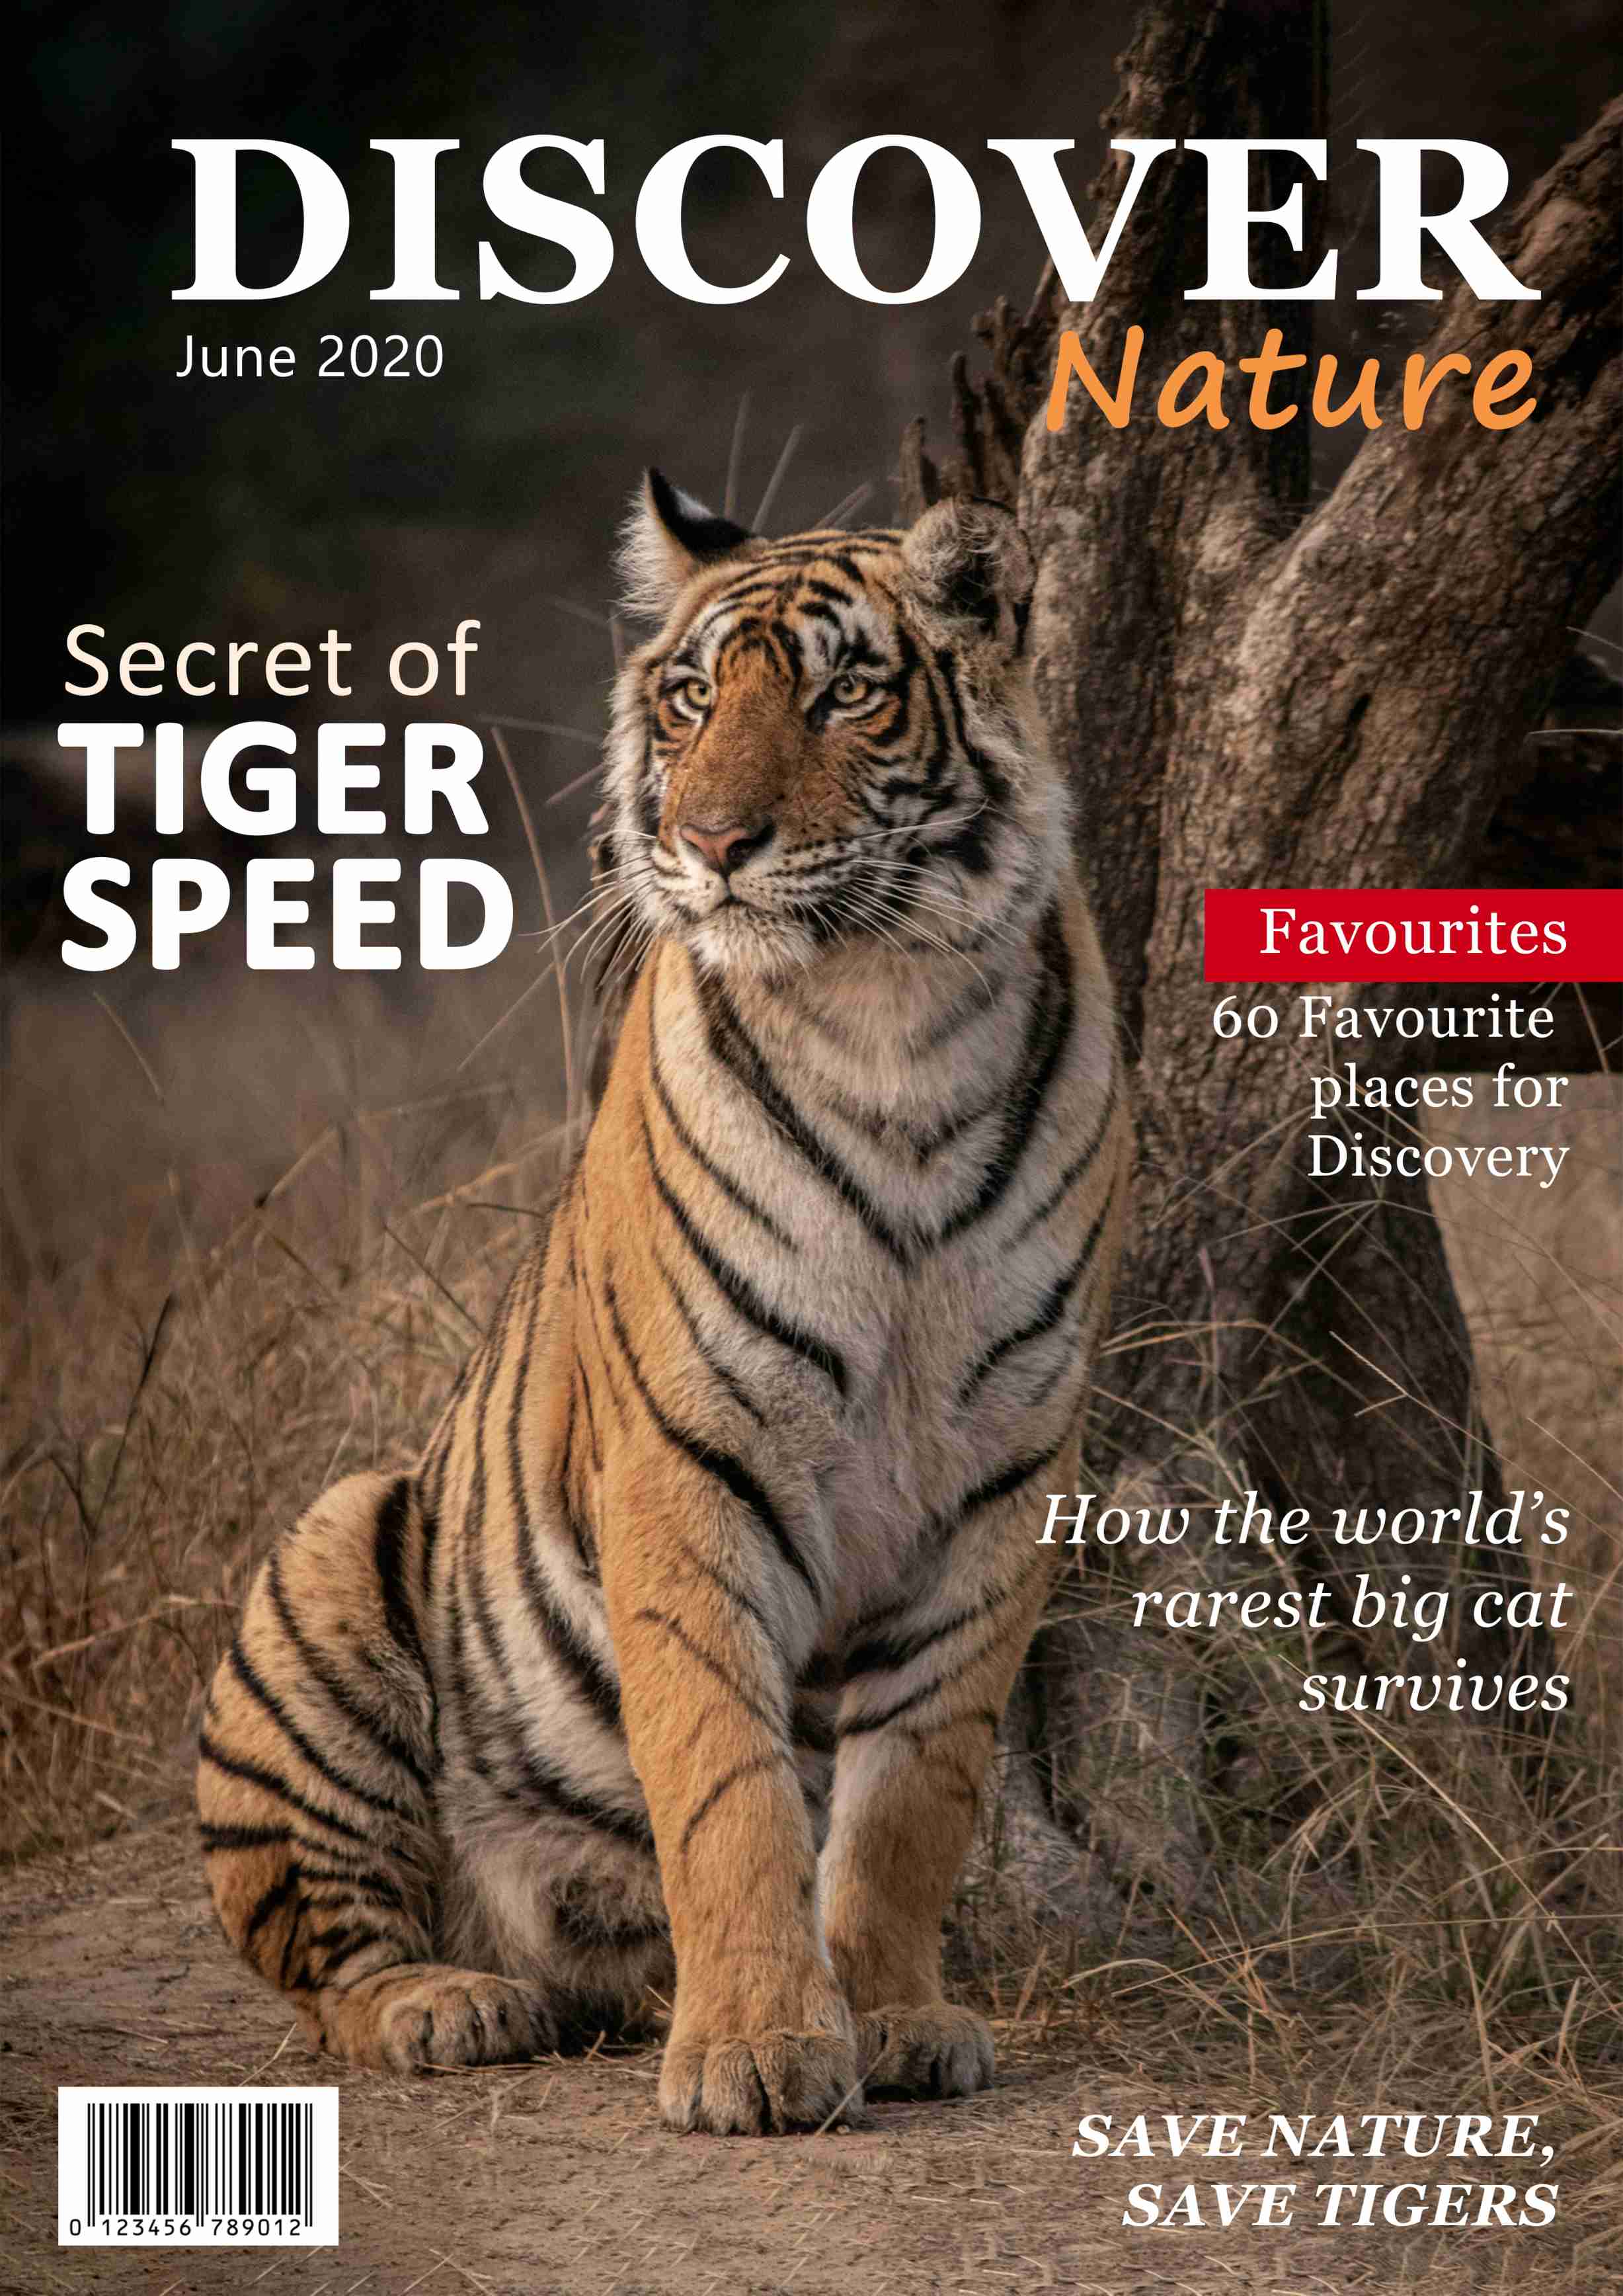 DISCOVER
June 2020
Nature
Secret of
TIGER
SPEED
Favourites
60 Favourite
places for
Discovery
How the world’s
rarest big cat
survives
SAVE NATURE,
SAVE TIGERS
0 123456 789012